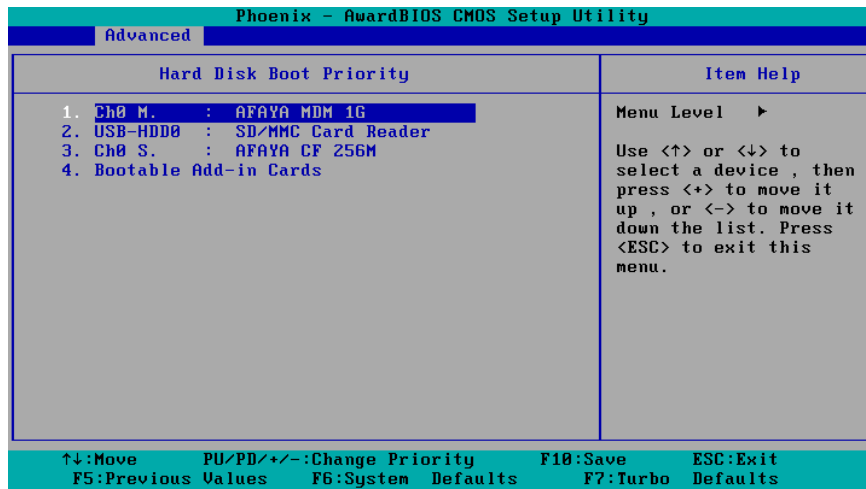 Phoenix - AwardBIOS CMOS Setup Utility
Advanced
Hard Disk Boot Priority
1. Ch0 M. : AFAYA MDM 1G
2. USB-HDD0 : SD/MMC Card Reader
3. Ch0 S. : AFAYA CF 256M
4. Bootable Add-in Cards
Item Help
Menu Level ►
Use <↑> or <↓> to
select a device , then
press <+> to move it
up , or <-> to move it
down the list. Press
<ESC> to exit this
menu.
↑↓:Move PU/PD/+/-:Change Priority F10:Save ESC:Exit
F5:Previous Values F6:System Defaults F7:Turbo Defaults